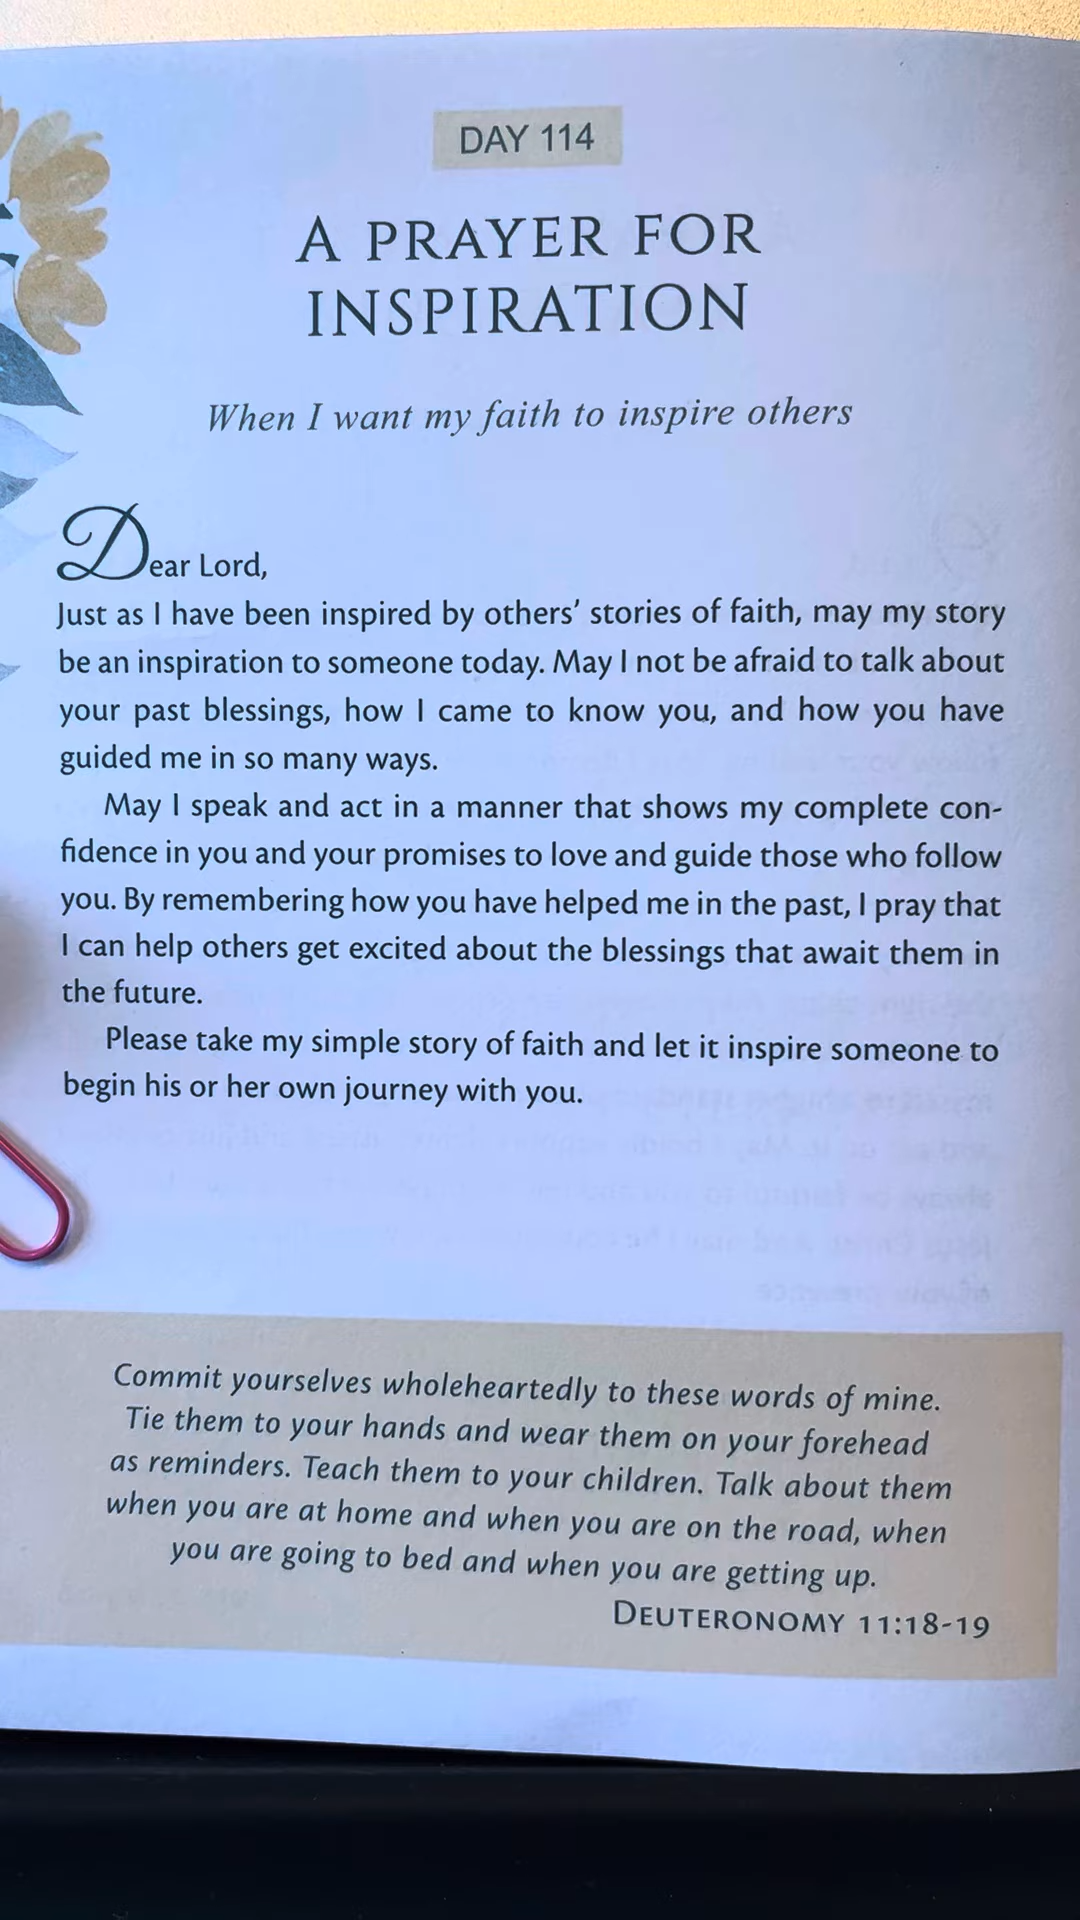 DAY 114
A PRAYER FOR
INSPIRATION
When I want my faith to inspire others
Dear Lord,
Just as I have been inspired by others’ stories of faith, may my story
be an inspiration to someone today. May I not be afraid to talk about
your past blessings, how I came to know you, and how you have
guided me in so many ways.
May I speak and act in a manner that shows my complete con-
fidence in you and your promises to love and guide those who follow
you. By remembering how you have helped me in the past, I pray that
I can help others get excited about the blessings that await them in
the future.
Please take my simple story of faith and let it inspire someone to
begin his or her own journey with you.
Commit yourselves wholeheartedly to these words of mine.
Tie them to your hands and wear them on your forehead
as reminders. Teach them to your children. Talk about them
when you are at home and when you are on the road, when
you are going to bed and when you are getting up.
DEUTERONOMY 11:18-19